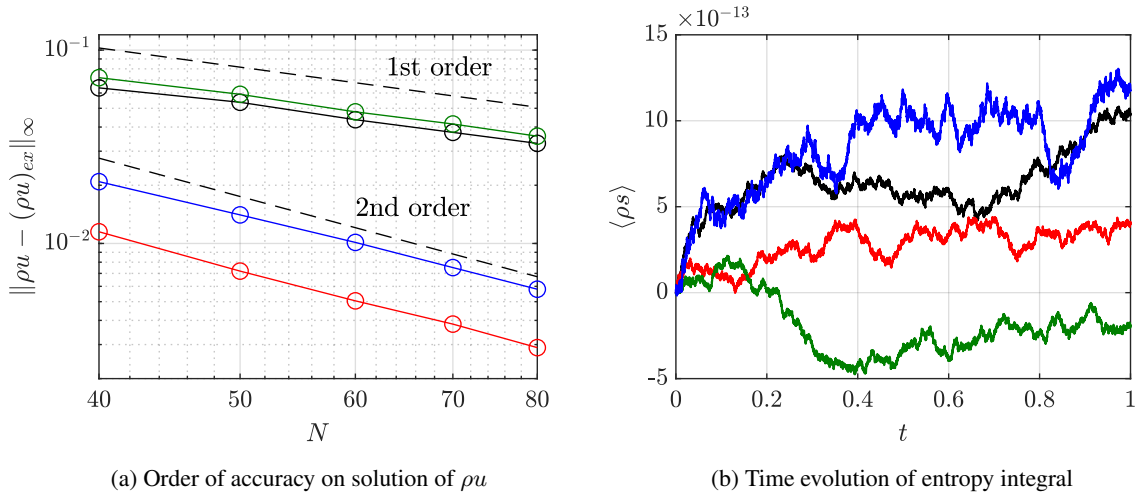 10⁻¹
10⁻²
‖ρu − (ρu)ₑₓ‖∞
1st order
2nd order
40
50
60
70
80
N
×10⁻¹³
15
10
5
0
-5
⟨ρs⟩
0
0.2
0.4
0.6
0.8
1
t
(a) Order of accuracy on solution of ρu
(b) Time evolution of entropy integral